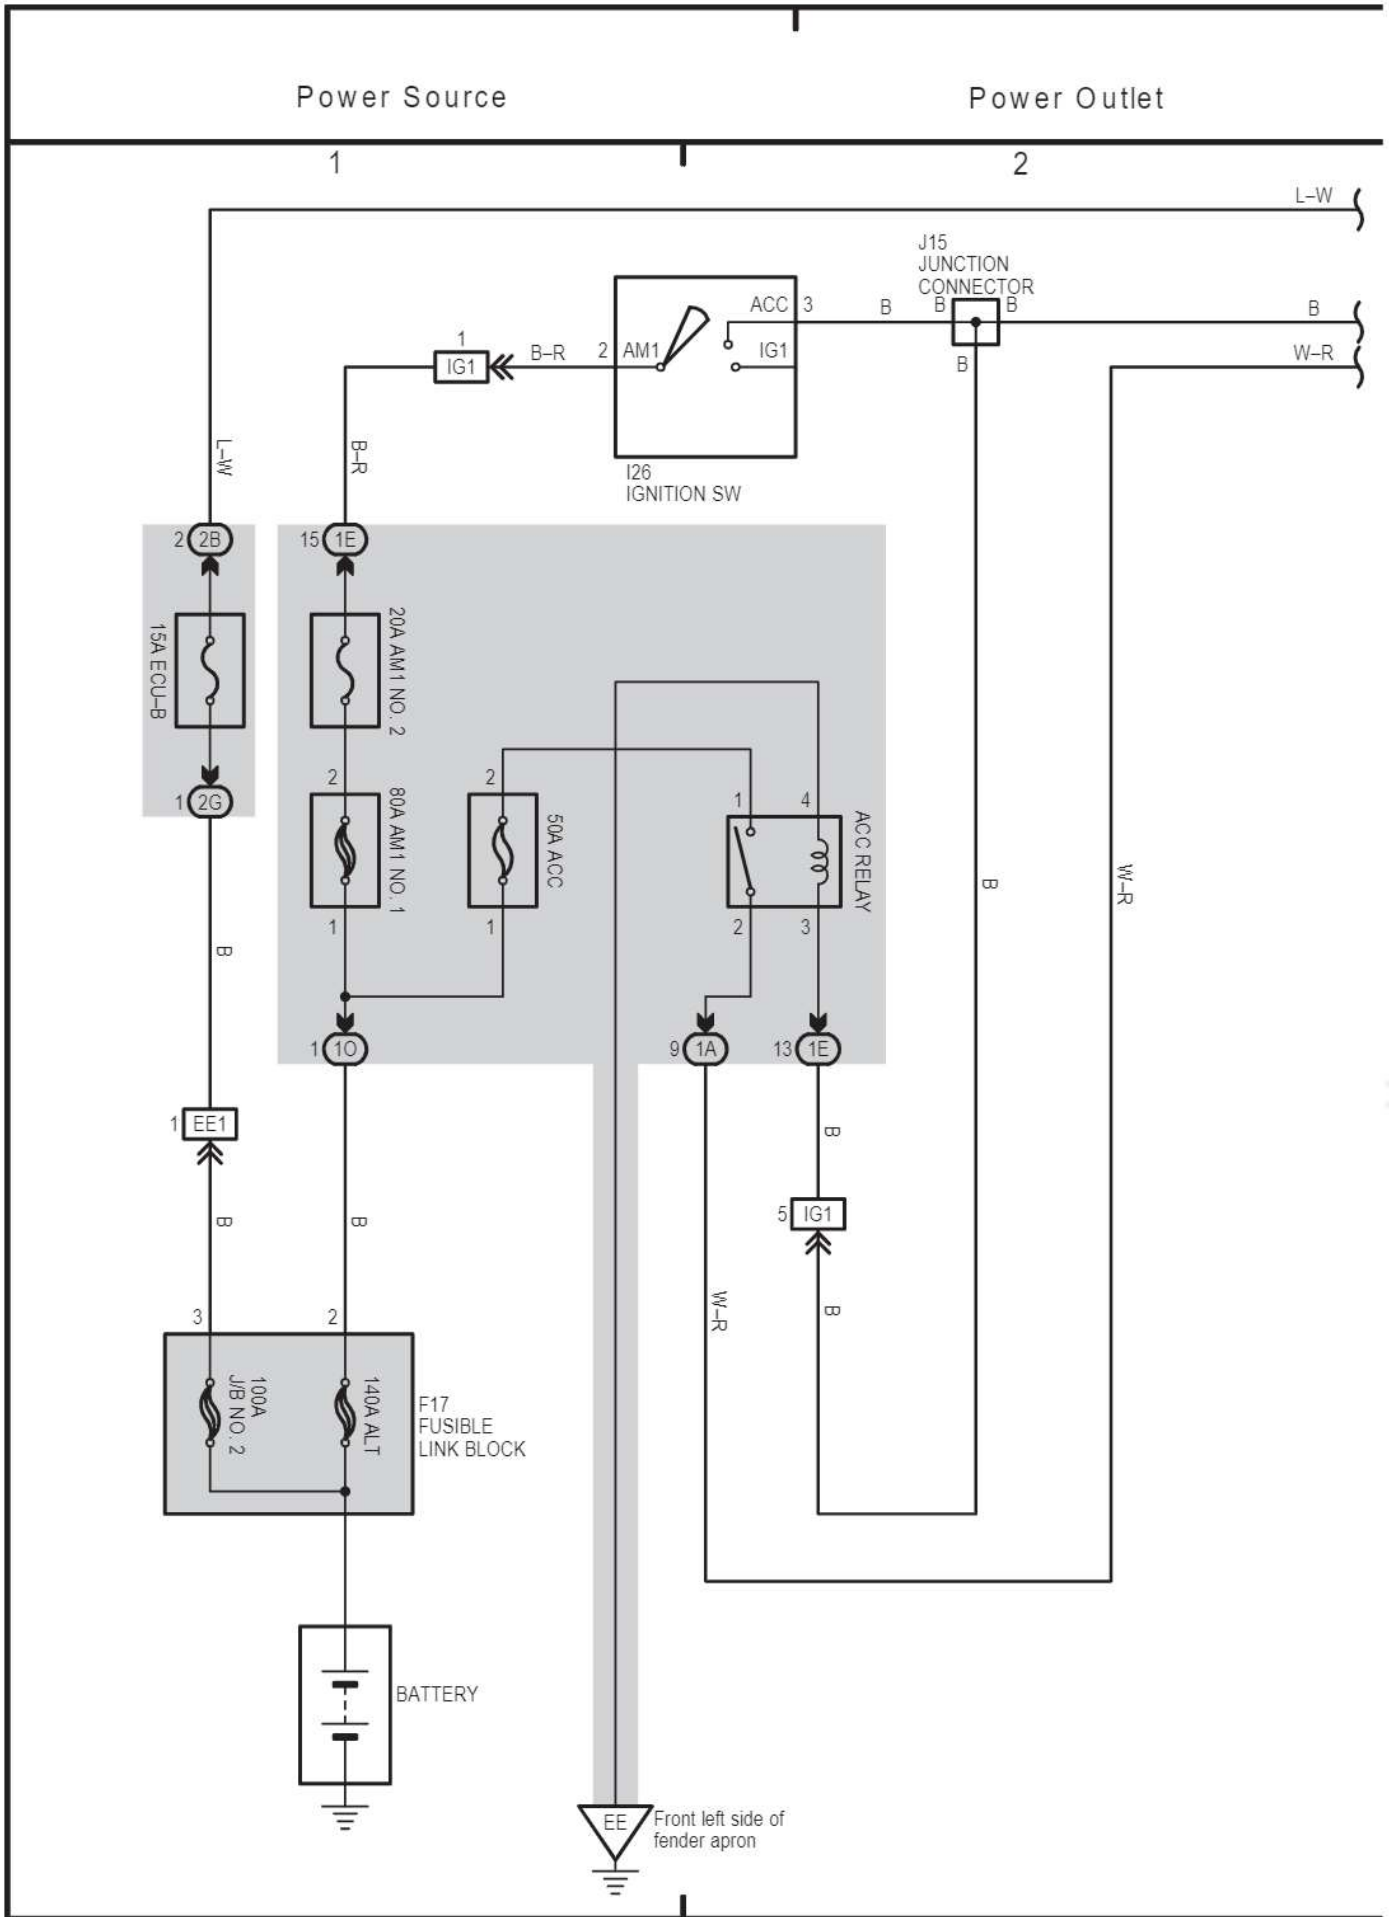 Power Source
Power Outlet
1
2
L–W
J15
JUNCTION
CONNECTOR
ACC
3
B
B
B
B
1
IG1
B–R
2
AM1
IG1
B
W–R
L–W
B–R
I26
IGNITION SW
2
2B
15
1E
15A ECU–B
20A AM1 NO. 2
2
2
1
2G
80A AM1 NO. 1
50A ACC
1
4
ACC RELAY
W–R
B
1
1
2
3
B
1
1O
9
1A
13
1E
1
EE1
B
B
B
5
IG1
W–R
B
3
2
100A
J/B NO. 2
140A ALT
F17
FUSIBLE
LINK BLOCK
BATTERY
EE
Front left side of
fender apron